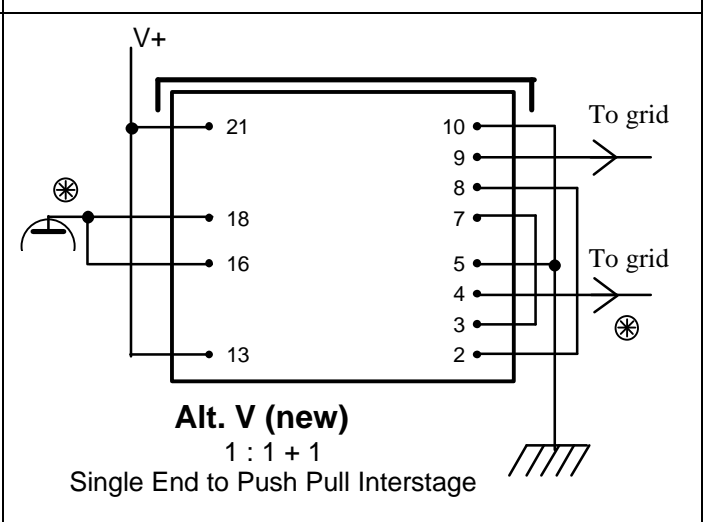 V+
21 10 To grid
9
8
18 7
16 5 To grid
4
3
13 2
Alt. V (new)
1 : 1 + 1
Single End to Push Pull Interstage